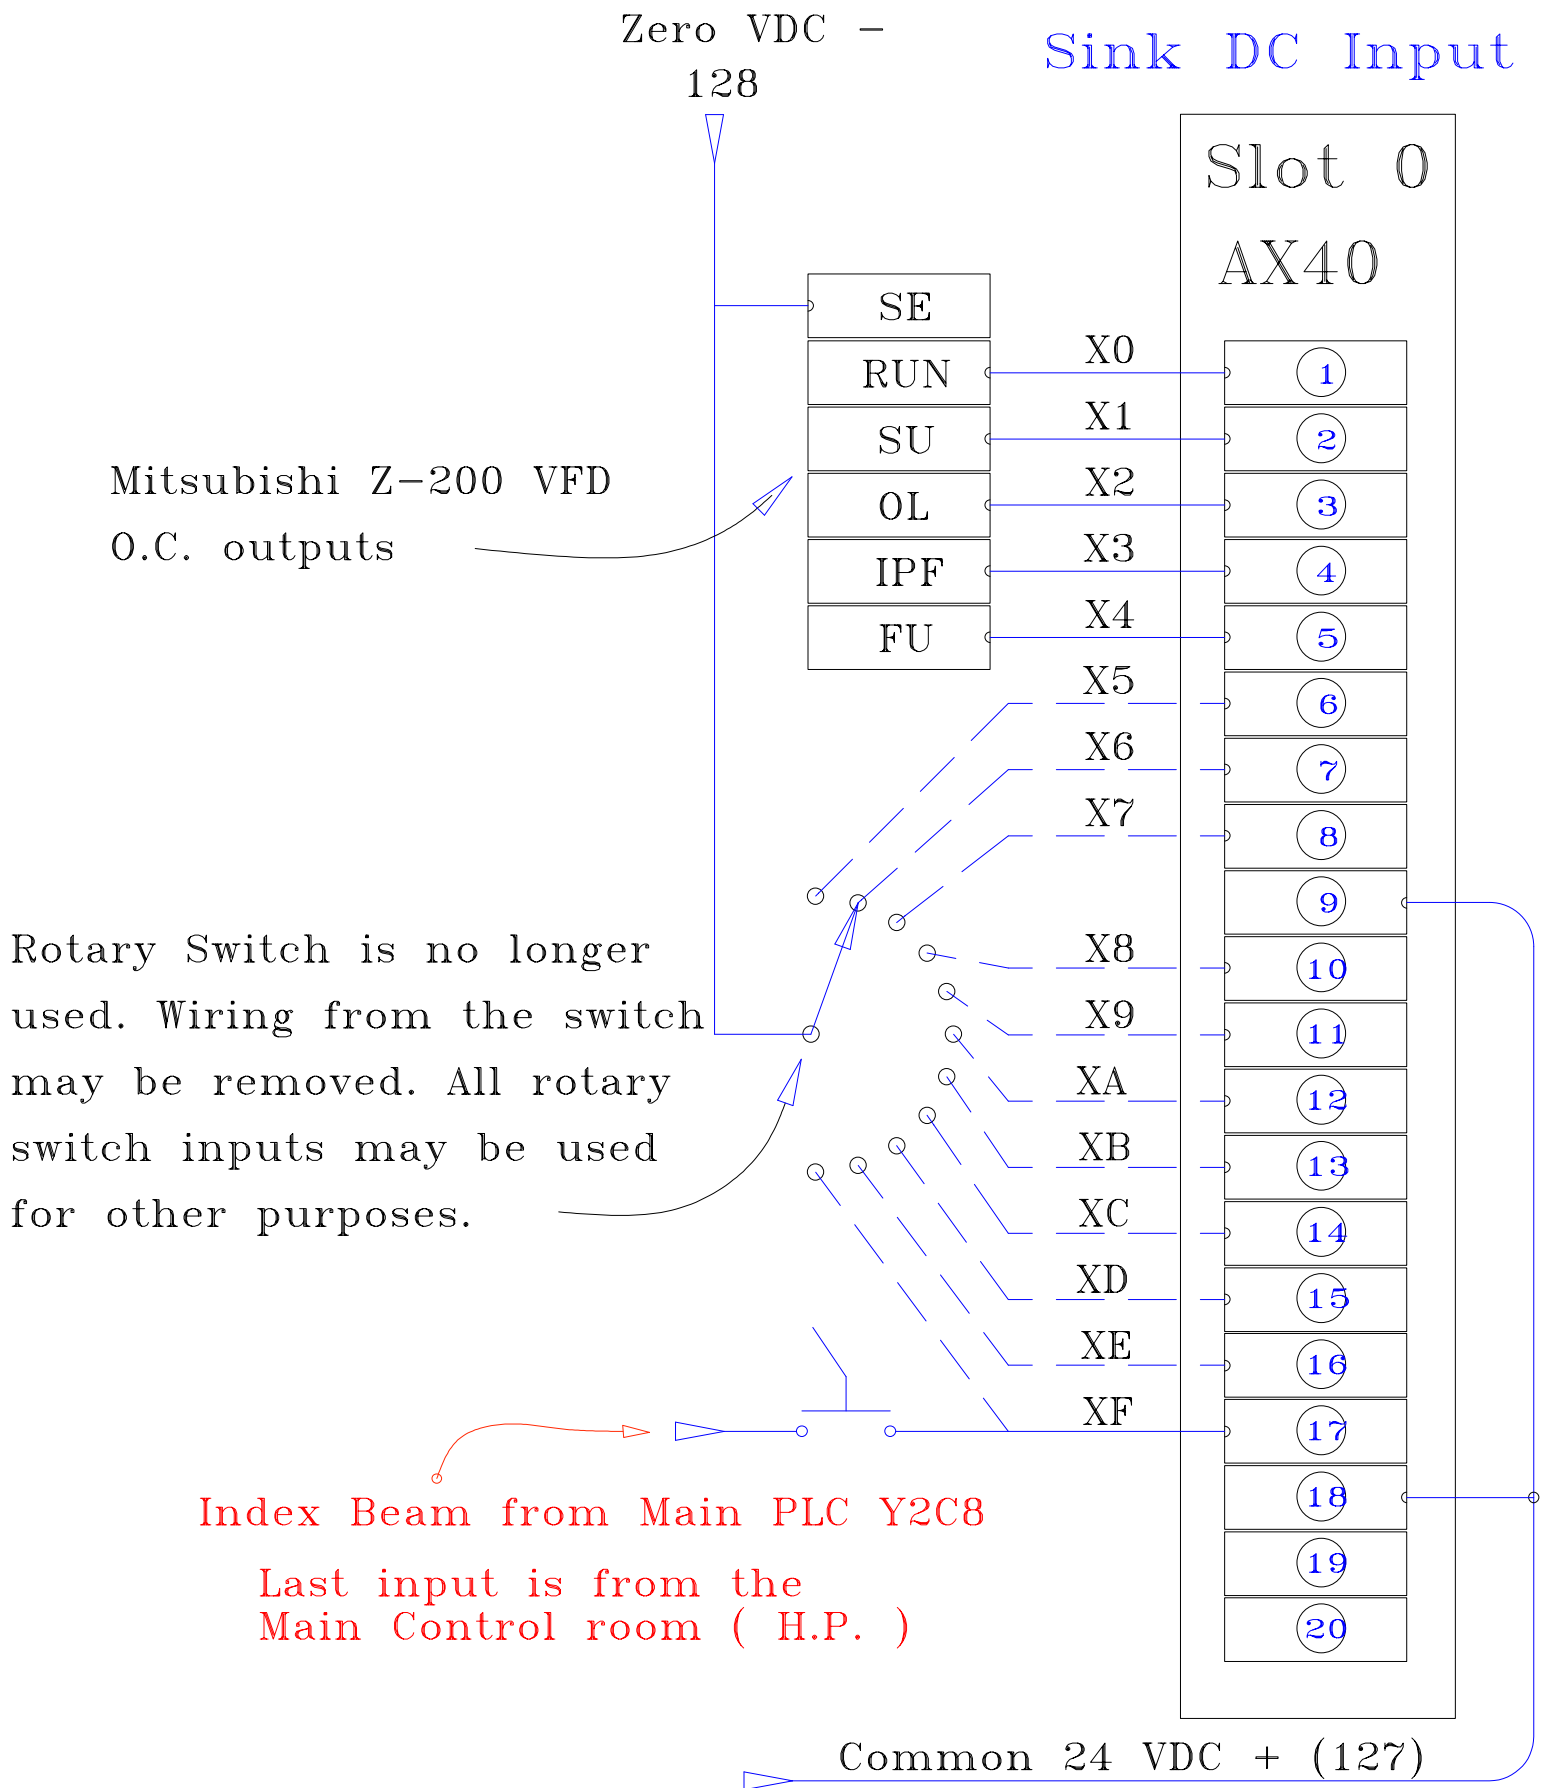 Zero VDC -
128
Sink DC Input
Slot 0
AX40
SE
RUN
SU
OL
IPF
FU
Mitsubishi Z-200 VFD
O.C. outputs
X0
X1
X2
X3
X4
X5
X6
X7
X8
X9
XA
XB
XC
XD
XE
XF
1
2
3
4
5
6
7
8
9
10
11
12
13
14
15
16
17
18
19
20
Rotary Switch is no longer
used. Wiring from the switch
may be removed. All rotary
switch inputs may be used
for other purposes.
Index Beam from Main PLC Y2C8
Last input is from the
Main Control room ( H.P. )
Common 24 VDC + (127)